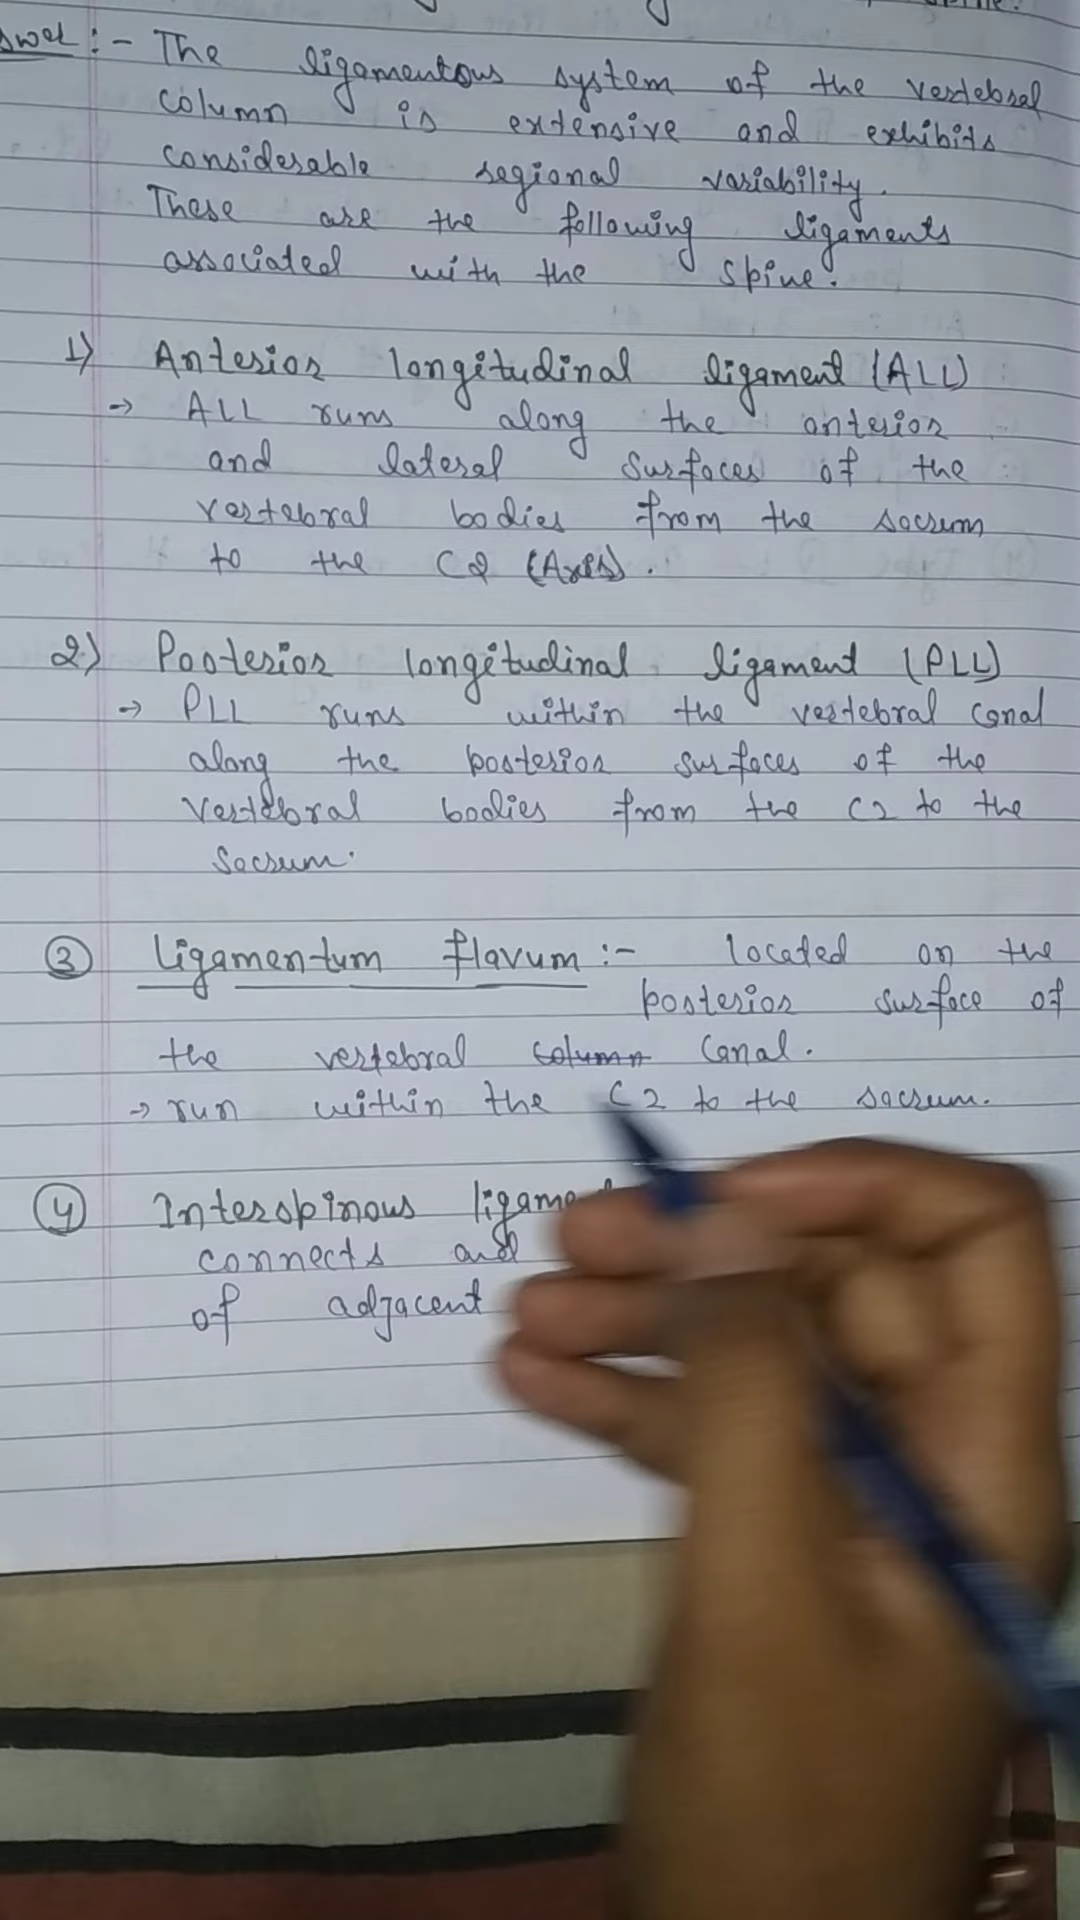 :- The ligamentous system of the vertebral
column is extensive and exhibits
considerable regional variability.
These are the following ligaments
associated with the spine.
1) Anterior longitudinal ligament (ALL)
-> ALL runs along the anterior
and lateral surfaces of the
vertebral bodies from the sacrum
to the C2 (Axis).
2) Posterior longitudinal ligament (PLL)
-> PLL runs within the vertebral canal
along the posterior surfaces of the
vertebral bodies from the C2 to the
sacrum.
3 Ligamentum flavum :- located on the
posterior surface of
the vertebral column canal.
-> run within the C2 to the sacrum.
4 Interspinous
connects and
of adjacent